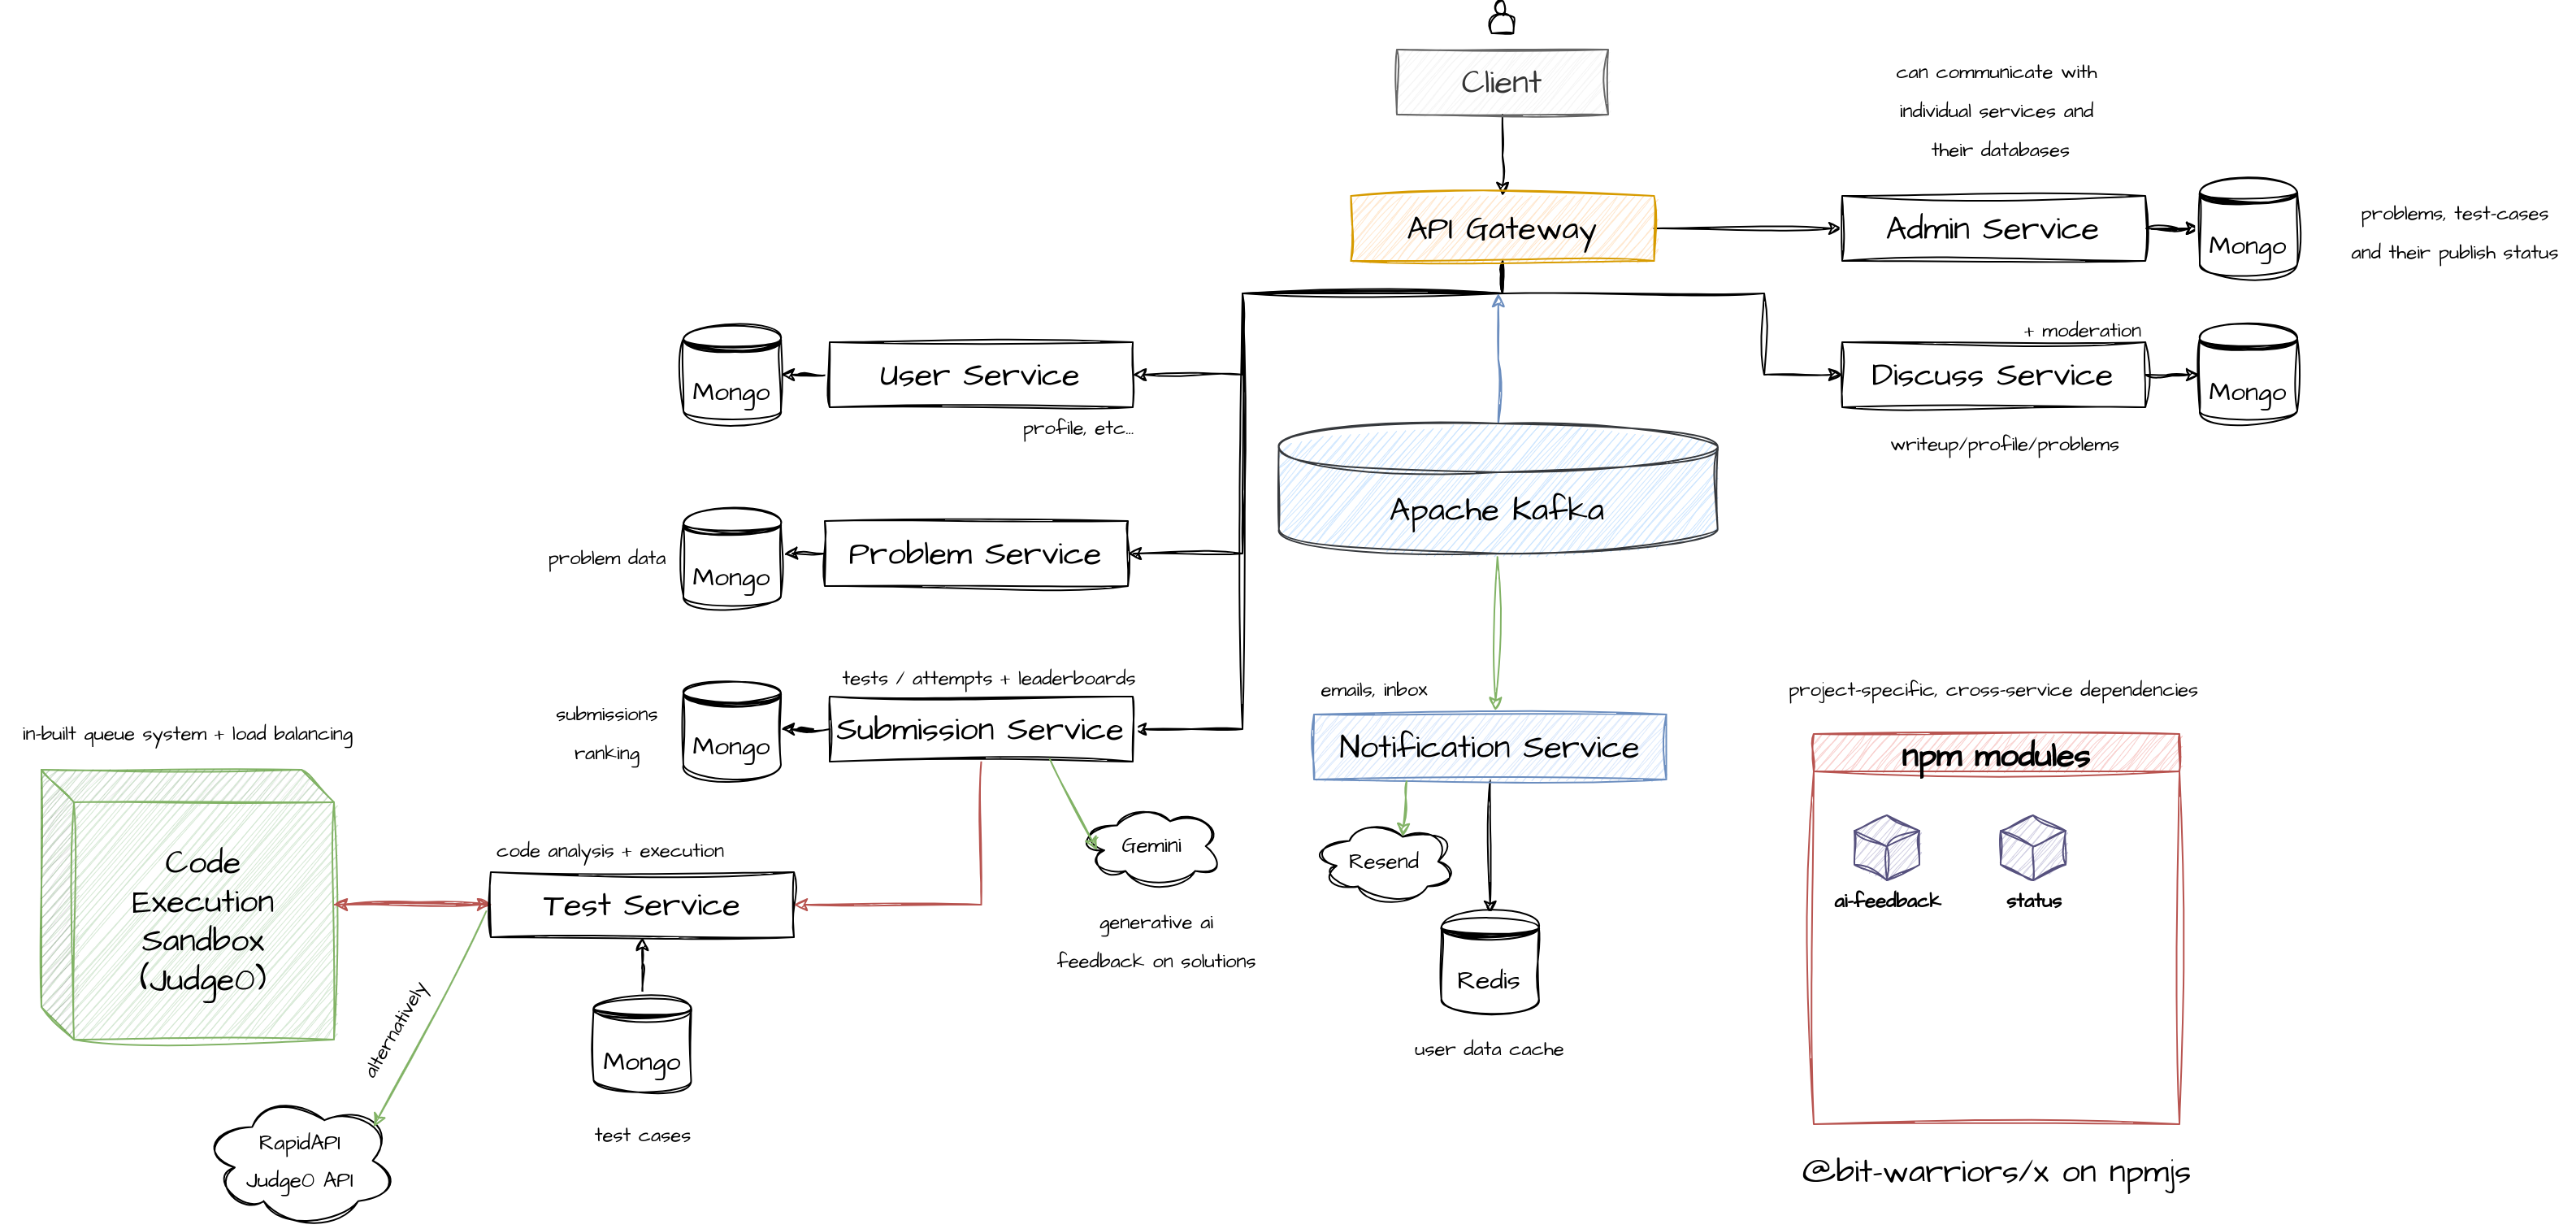 Client
can communicate with
individual services and
their databases
API Gateway
Admin Service
Mongo
problems, test-cases
and their publish status
+ moderation
Mongo
User Service
Discuss Service
Mongo
profile, etc...
writeup/profile/problems
Apache Kafka
problem data
Mongo
Problem Service
tests / attempts + leaderboards
emails, inbox
project-specific, cross-service dependencies
submissions
ranking
Mongo
Submission Service
in-built queue system + load balancing
Notification Service
npm modules
Code
Execution
Sandbox
(Judge0)
code analysis + execution
Test Service
Gemini
Resend
generative ai
feedback on solutions
ai-feedback
status
Redis
alternatively
Mongo
user data cache
test cases
RapidAPI
Judge0 API
@bit-warriors/x on npmjs